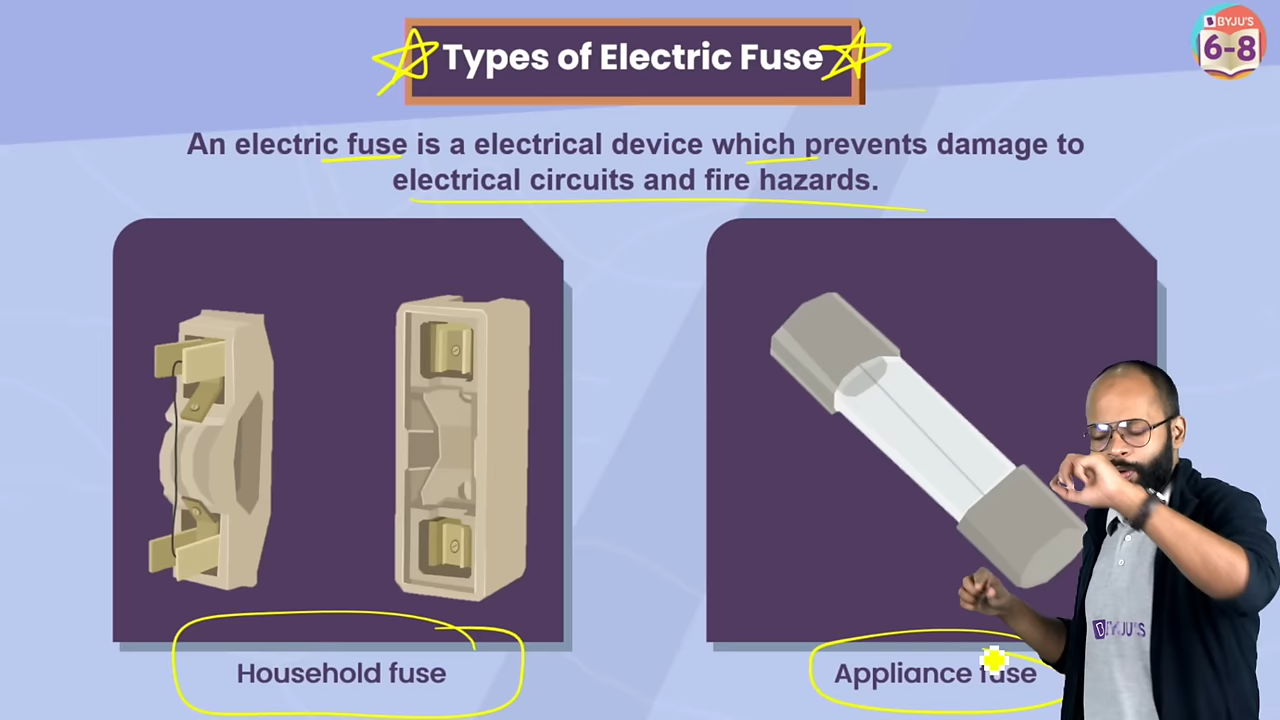 Types of Electric Fuse
BYJU'S
6-8
An electric fuse is a electrical device which prevents damage to
electrical circuits and fire hazards.
Household fuse
Appliance fuse
BYJU'S